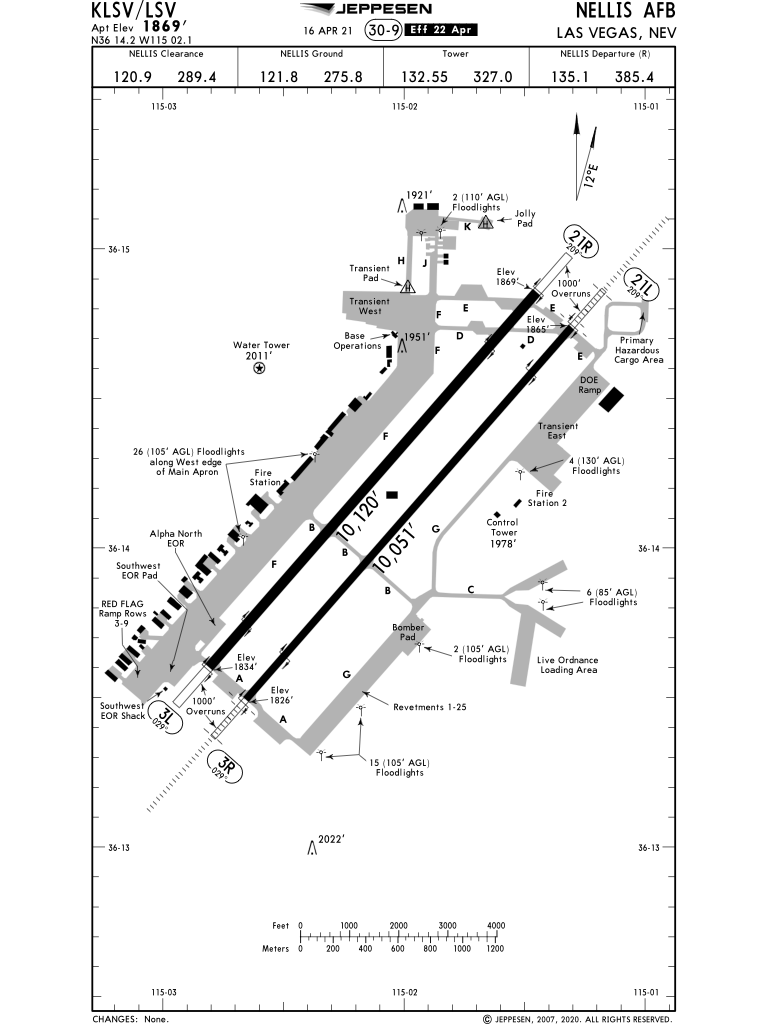 KLSV/LSV
JEPPESEN
NELLIS AFB
Apt Elev 1869'
16 APR 21
30-9
Eff 22 Apr
LAS VEGAS, NEV
N36 14.2 W115 02.1
NELLIS Clearance
NELLIS Ground
Tower
NELLIS Departure (R)
120.9 289.4
121.8 275.8
132.55 327.0
135.1 385.4
115-03
115-02
115-01
12°E
1921'
2 (110' AGL)
Floodlights
Jolly
Pad
K
H
H
J
36-15
36-15
21R
209°
Transient
Pad
H
Elev
1869'
1000'
Overruns
21L
209°
Transient
West
E
F
E
Elev
1865'
Base
Operations
1951'
D
D
F
E
Primary
Hazardous
Cargo Area
Water Tower
2011'
DOE
Ramp
Transient
East
F
26 (105' AGL) Floodlights
along West edge
of Main Apron
Fire
Station
4 (130' AGL)
Floodlights
Fire
Station 2
10,120'
10,051'
Control
Tower
1978'
G
B
B
B
Alpha North
EOR
36-14
36-14
F
Southwest
EOR Pad
C
6 (85' AGL)
Floodlights
RED FLAG
Ramp Rows
3-9
Bomber
Pad
2 (105' AGL)
Floodlights
Live Ordnance
Loading Area
Elev
1834'
A
G
Elev
1826'
1000'
Overruns
Revetments 1-25
Southwest
EOR Shack
A
3L
029°
3R
029°
15 (105' AGL)
Floodlights
2022'
36-13
36-13
Feet 0 1000 2000 3000 4000
Meters 0 200 400 600 800 1000 1200
115-03
115-02
115-01
CHANGES: None.
© JEPPESEN, 2007, 2020. ALL RIGHTS RESERVED.